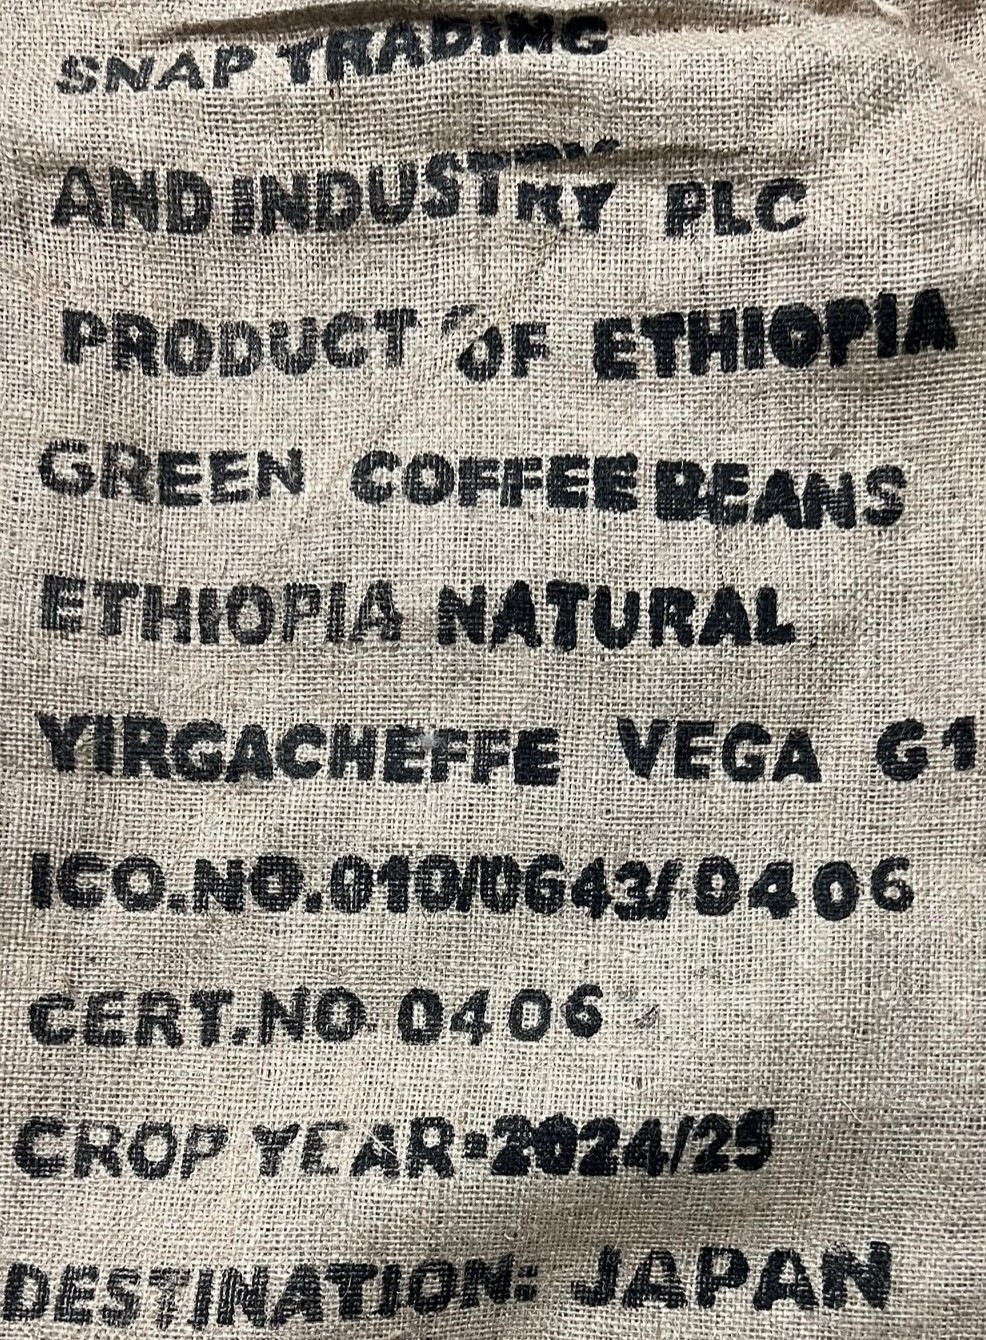 SNAP TRADING
AND INDUSTRY PLC
PRODUCT OF ETHIOPIA
GREEN COFFEE BEANS
ETHIOPIA NATURAL
YIRGACHEFFE VEGA G1
ICO.NO.010/0643/0406
CERT.NO 0406
CROP YEAR:2024/25
DESTINATION: JAPAN